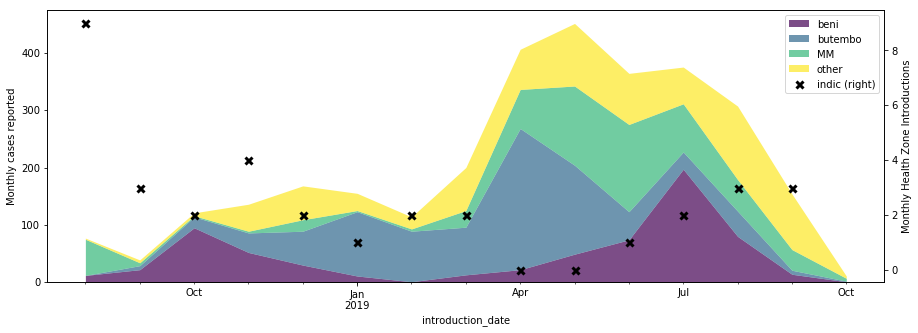 Monthly cases reported
400
300
200
100
0
beni
butembo
MM
other
indic (right)
8
6
4
2
0
Monthly Health Zone Introductions
Oct
Jan
2019
Apr
Jul
Oct
introduction_date